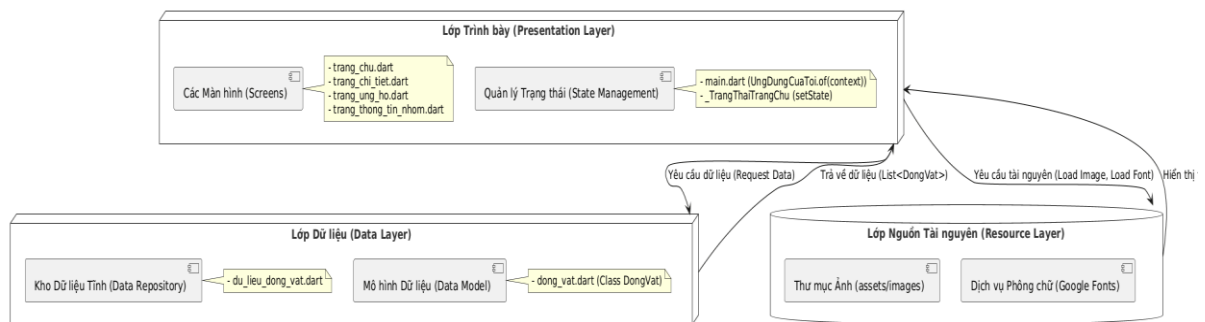 Lớp Trình bày (Presentation Layer)
Các Màn hình (Screens)
- trang_chu.dart
- trang_chi_tiet.dart
- trang_ung_ho.dart
- trang_thong_tin_nhom.dart
Quản lý Trạng thái (State Management)
- main.dart (UngDungCuaToi.of(context))
- _TrangThaiTrangChu (setState)
Yêu cầu dữ liệu (Request Data)
Trả về dữ liệu (List<DongVat>)
Yêu cầu tài nguyên (Load Image, Load Font)
Hiển thị
Lớp Dữ liệu (Data Layer)
Kho Dữ liệu Tĩnh (Data Repository)
- du_lieu_dong_vat.dart
Mô hình Dữ liệu (Data Model)
- dong_vat.dart (Class DongVat)
Lớp Nguồn Tài nguyên (Resource Layer)
Thư mục Ảnh (assets/images)
Dịch vụ Phông chữ (Google Fonts)